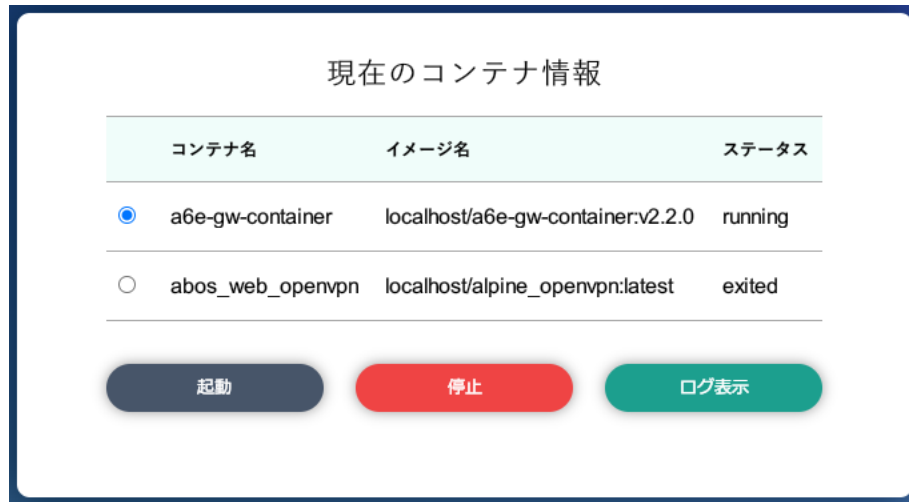 現在のコンテナ情報
コンテナ名 イメージ名 ステータス
a6e-gw-container localhost/a6e-gw-container:v2.2.0 running
abos_web_openvpn localhost/alpine_openvpn:latest exited
起動 停止 ログ表示